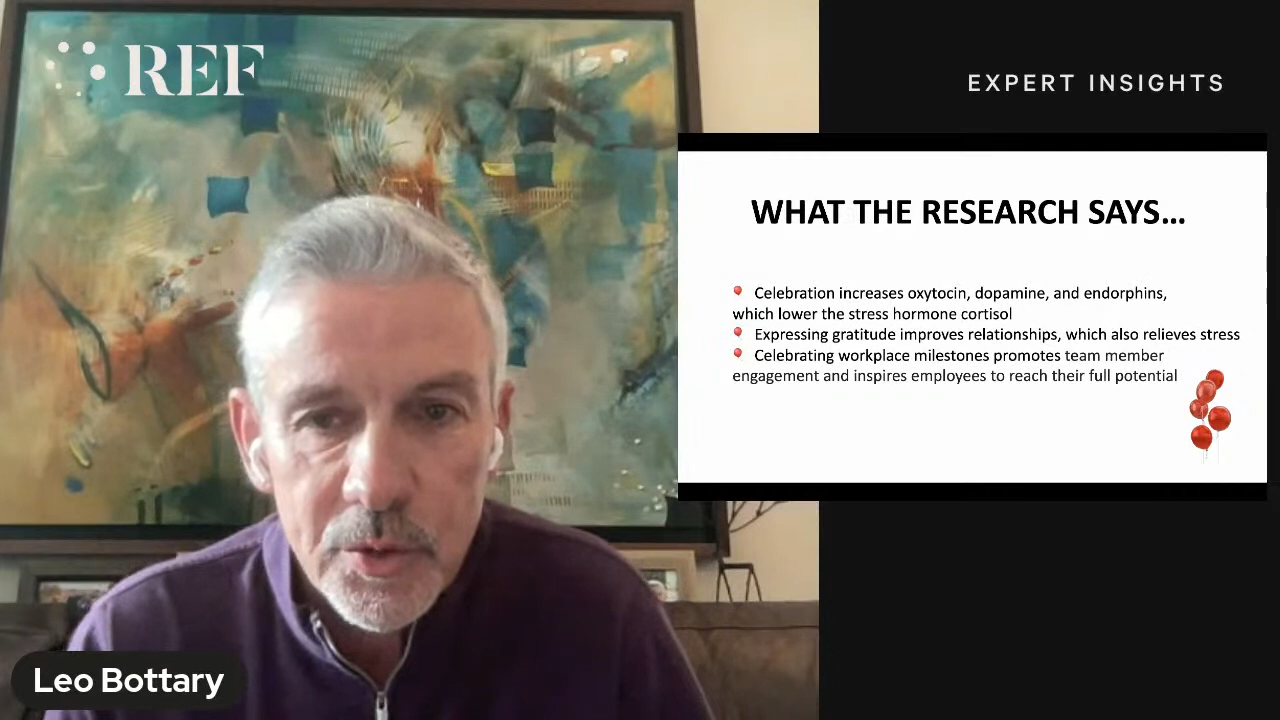 REF
EXPERT INSIGHTS
WHAT THE RESEARCH SAYS...
Celebration increases oxytocin, dopamine, and endorphins,
which lower the stress hormone cortisol
Expressing gratitude improves relationships, which also relieves stress
Celebrating workplace milestones promotes team member
engagement and inspires employees to reach their full potential
Leo Bottary